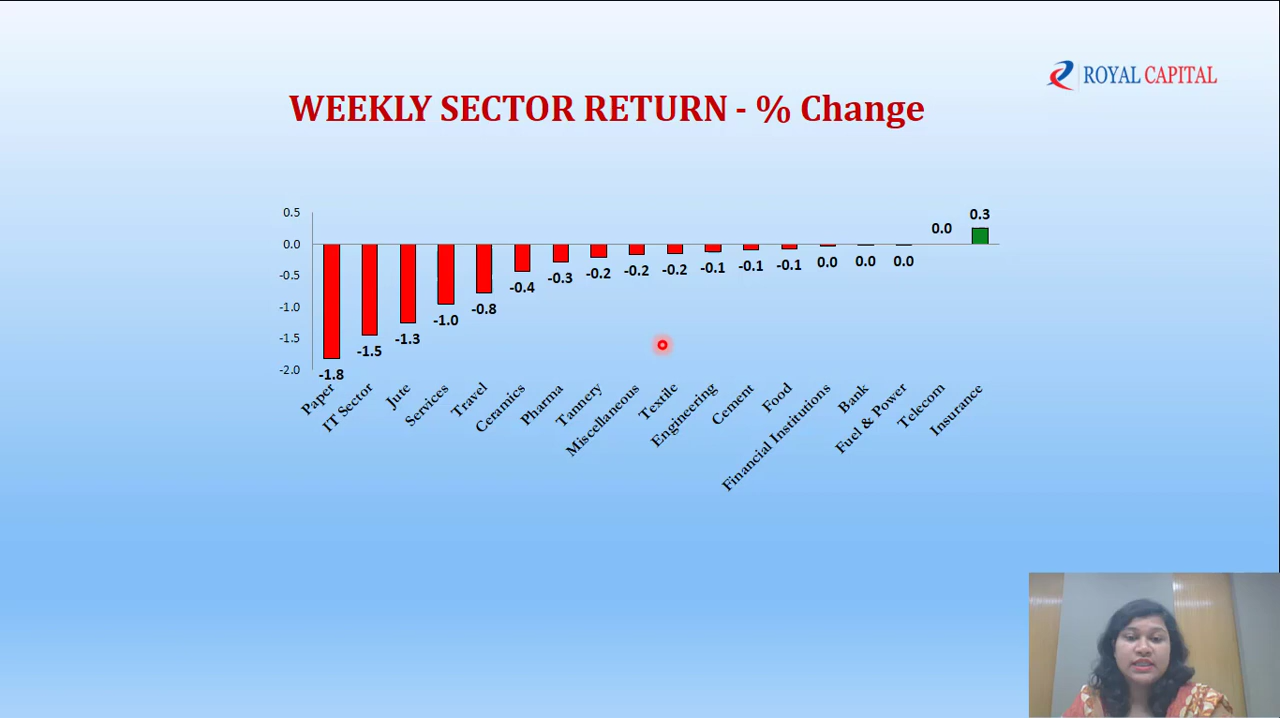 ROYAL CAPITAL
WEEKLY SECTOR RETURN - % Change
0.5
0.0
-0.5
-1.0
-1.5
-2.0
-1.8
-1.5
-1.3
-1.0
-0.8
-0.4
-0.3
-0.2
-0.2
-0.2
-0.1
-0.1
-0.1
0.0
0.0
0.0
0.0
0.3
Paper
IT Sector
Jute
Services
Travel
Ceramics
Pharma
Tannery
Miscellaneous
Textile
Engineering
Cement
Food
Financial Institutions
Bank
Fuel & Power
Telecom
Insurance